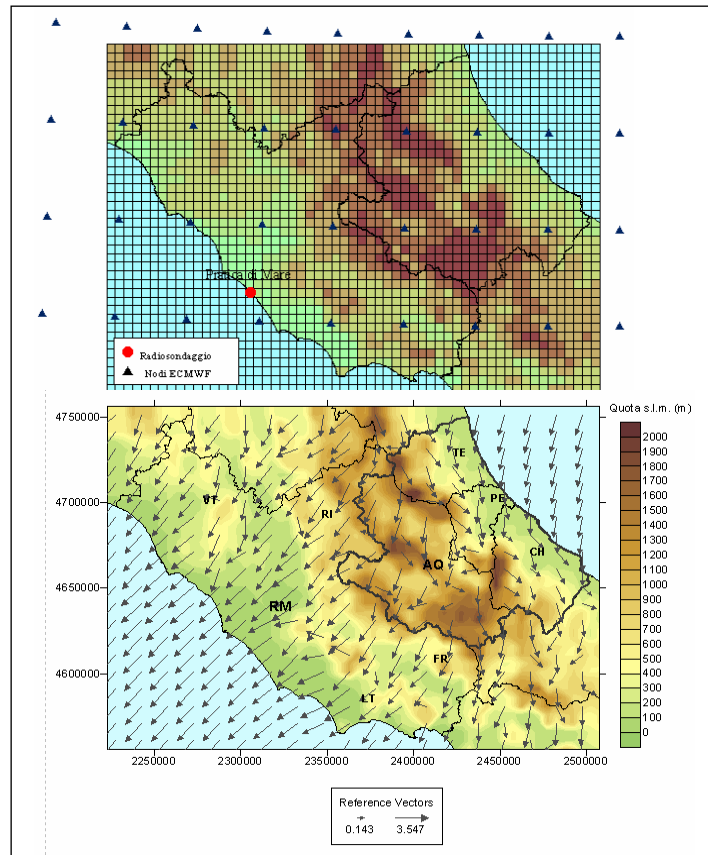 Pratica di Mare
Radiosondaggio
Nodi ECMWF
Quota s.l.m. (m)
2000
1900
1800
1700
1600
1500
1400
1300
1200
1100
1000
900
800
700
600
500
400
300
200
100
0
4750000
4700000
4650000
4600000
TE
PE
VT
RI
CH
AQ
RM
FR
LT
2250000
2300000
2350000
2400000
2450000
2500000
Reference Vectors
0.143 3.547